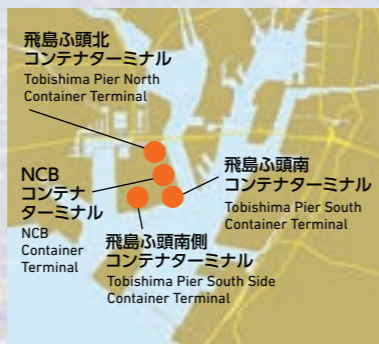 飛島ふ頭北
コンテナターミナル
Tobishima Pier North
Container Terminal
NCB
コンテナ
ターミナル
NCB
Container
Terminal
飛島ふ頭南
コンテナターミナル
Tobishima Pier South
Container Terminal
飛島ふ頭南側
コンテナターミナル
Tobishima Pier South Side
Container Terminal